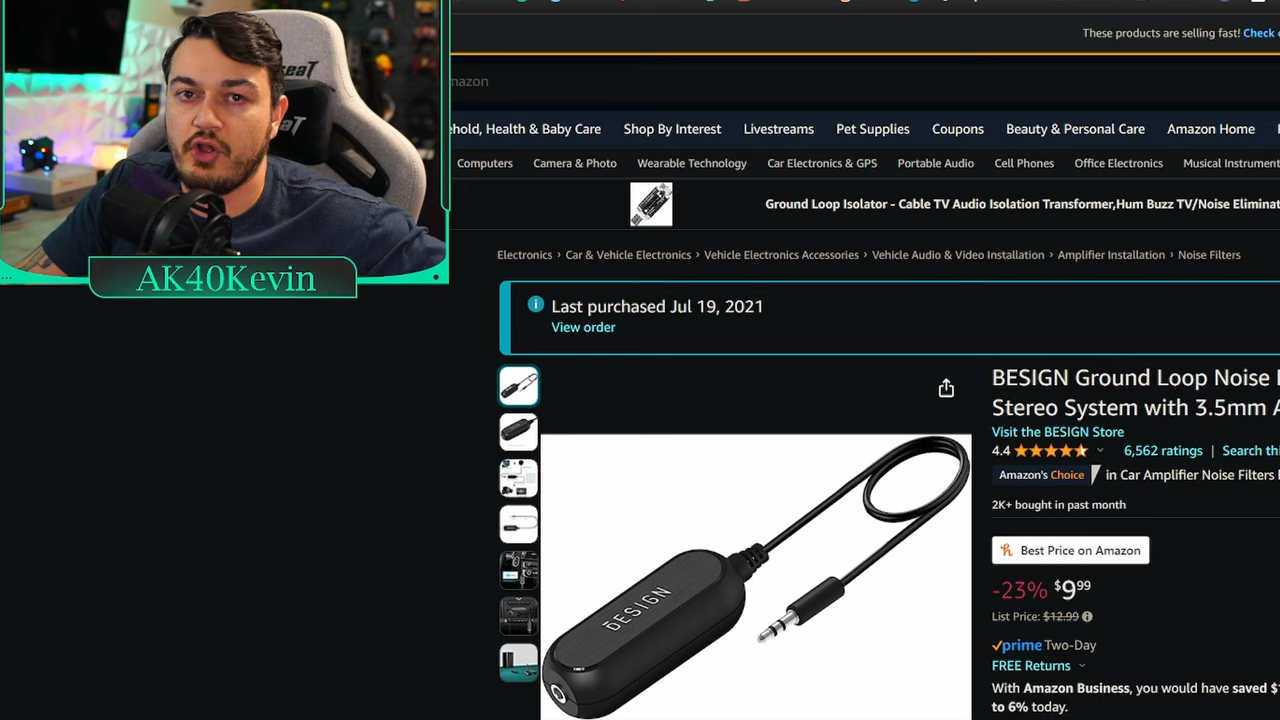 These products are selling fast! Check
mazon
hold, Health & Baby Care Shop By Interest Livestreams Pet Supplies Coupons Beauty & Personal Care Amazon Home
Computers Camera & Photo Wearable Technology Car Electronics & GPS Portable Audio Cell Phones Office Electronics Musical Instrument
Ground Loop Isolator - Cable TV Audio Isolation Transformer,Hum Buzz TV/Noise Eliminat
Electronics › Car & Vehicle Electronics › Vehicle Electronics Accessories › Vehicle Audio & Video Installation › Amplifier Installation › Noise Filters
AK40Kevin
Last purchased Jul 19, 2021
View order
BESIGN Ground Loop Noise
Stereo System with 3.5mm A
Visit the BESIGN Store
4.4 6,562 ratings | Search thi
Amazon's Choice in Car Amplifier Noise Filters
2K+ bought in past month
Best Price on Amazon
-23% $9.99
List Price: $12.99
prime Two-Day
FREE Returns
With Amazon Business, you would have saved $
to 6% today.
BESIGN